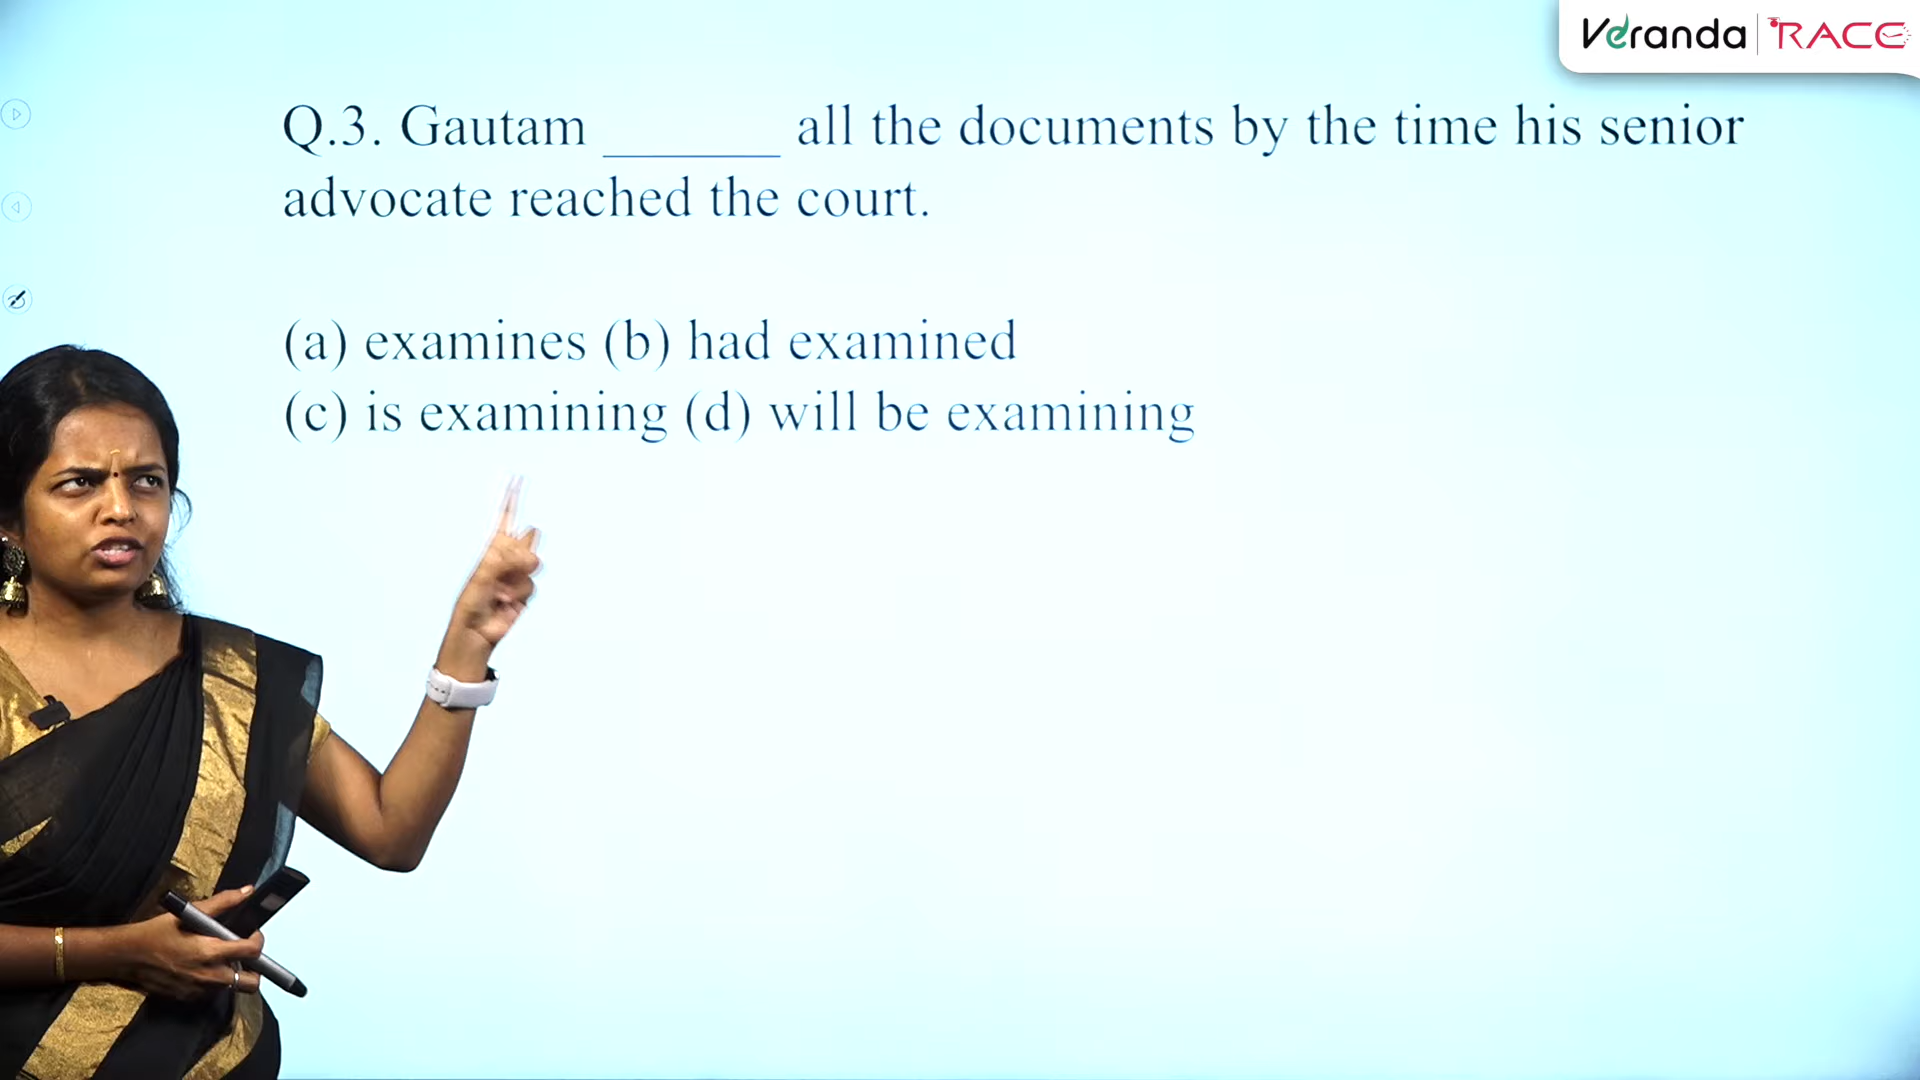 Veranda RACE
Q.3. Gautam _______ all the documents by the time his senior
advocate reached the court.
(a) examines (b) had examined
(c) is examining (d) will be examining